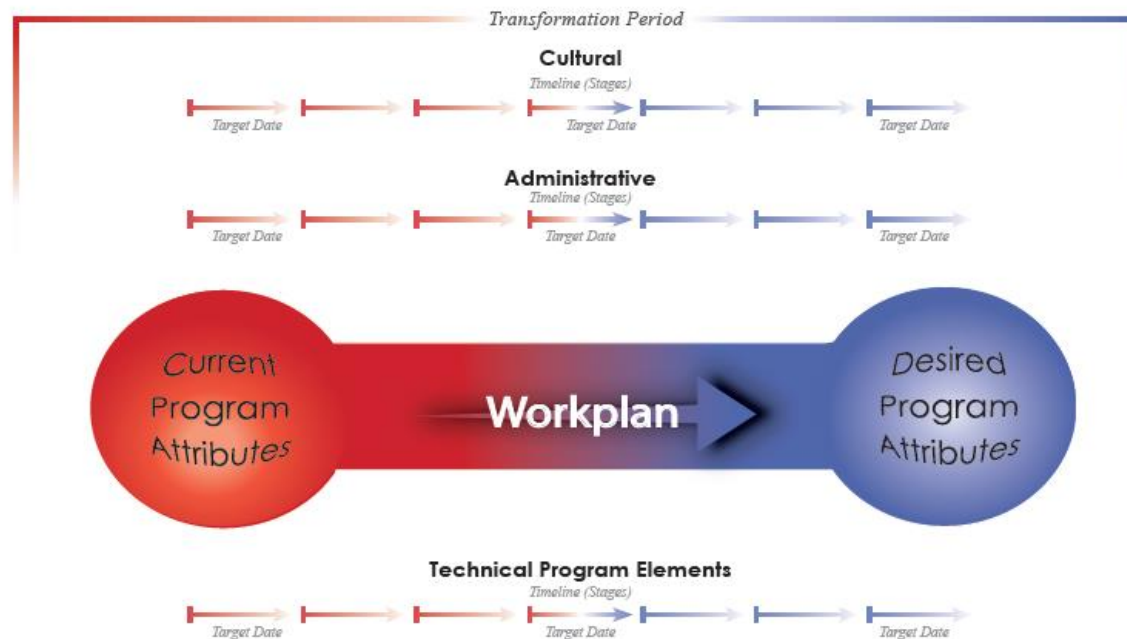 Transformation Period
Cultural
Timeline (Stages)
Target Date
Target Date
Target Date
Administrative
Timeline (Stages)
Target Date
Target Date
Target Date
Current
Program
Attributes
Workplan
Desired
Program
Attributes
Technical Program Elements
Timeline (Stages)
Target Date
Target Date
Target Date